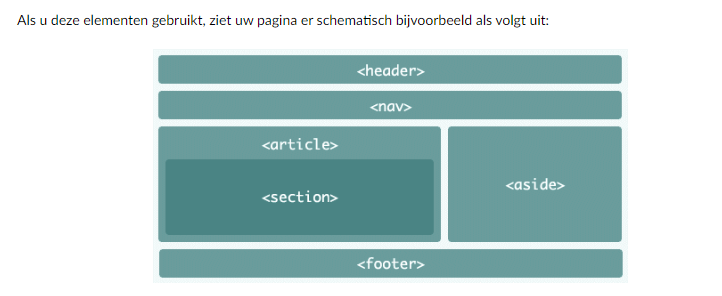 Als u deze elementen gebruikt, ziet uw pagina er schematisch bijvoorbeeld als volgt uit:
<header>
<nav>
<article>
<section>
<aside>
<footer>